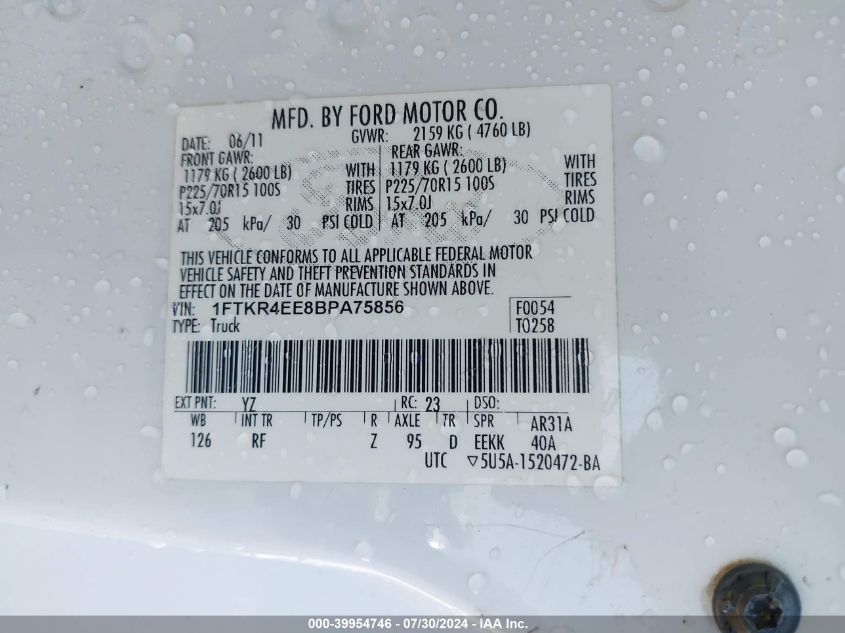 MFD. BY FORD MOTOR CO.
DATE: 06/11 GVWR: 2159 KG ( 4760 LB)
FRONT GAWR: REAR GAWR:
1179 KG ( 2600 LB) WITH 1179 KG ( 2600 LB) WITH
P225/70R15 100S TIRES P225/70R15 100S TIRES
15x7.0J RIMS 15x7.0J RIMS
AT 205 kPa/ 30 PSI COLD AT 205 kPa/ 30 PSI COLD
THIS VEHICLE CONFORMS TO ALL APPLICABLE FEDERAL MOTOR
VEHICLE SAFETY AND THEFT PREVENTION STANDARDS IN
EFFECT ON THE DATE OF MANUFACTURE SHOWN ABOVE.
VIN: 1FTKR4EE8BPA75856 F0054
TYPE: Truck T0258
EXT PNT: YZ RC: 23 DSO:
WB INT TR TP/PS R AXLE TR SPR AR31A
126 RF Z 95 D EEKK 40A
UTC ▽5U5A-1520472-BA
000-39954746 / 07/30/2024 - IAA Inc.